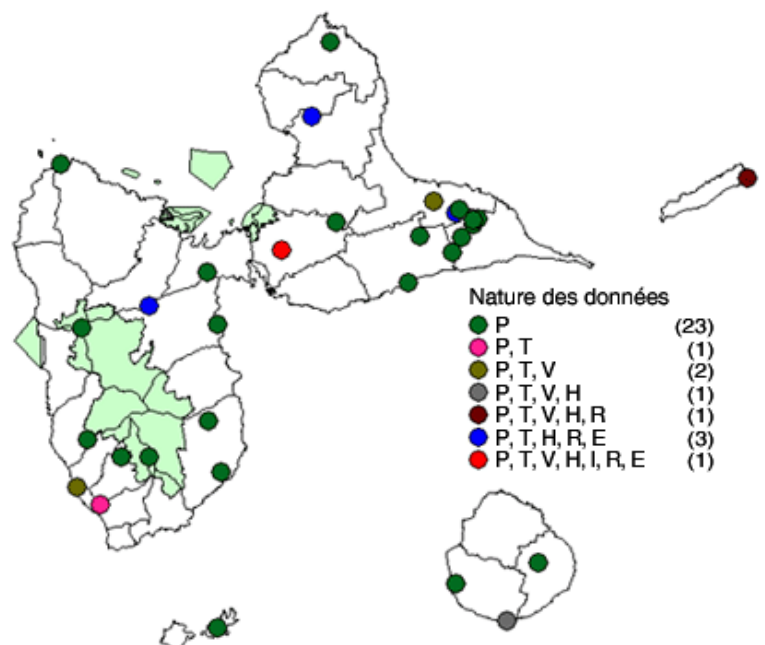 Nature des données
P (23)
P, T (1)
P, T, V (2)
P, T, V, H (1)
P, T, V, H, R (1)
P, T, H, R, E (3)
P, T, V, H, I, R, E (1)